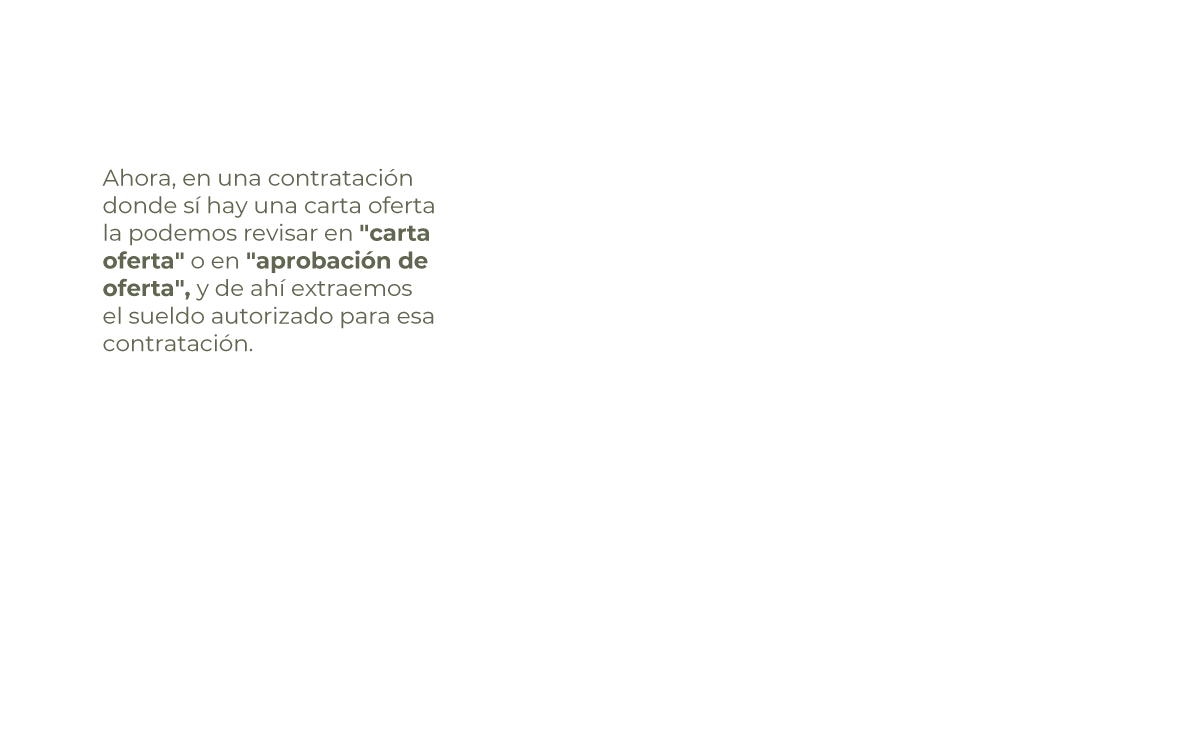 Ahora, en una contratación
donde sí hay una carta oferta
la podemos revisar en "carta
oferta" o en "aprobación de
oferta", y de ahí extraemos
el sueldo autorizado para esa
contratación.